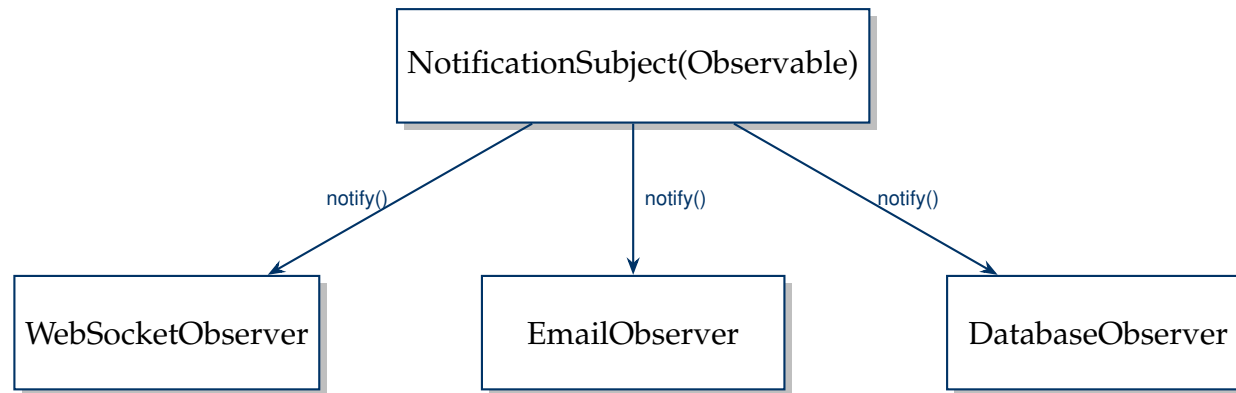 NotificationSubject(Observable)
notify()
notify()
notify()
WebSocketObserver
EmailObserver
DatabaseObserver